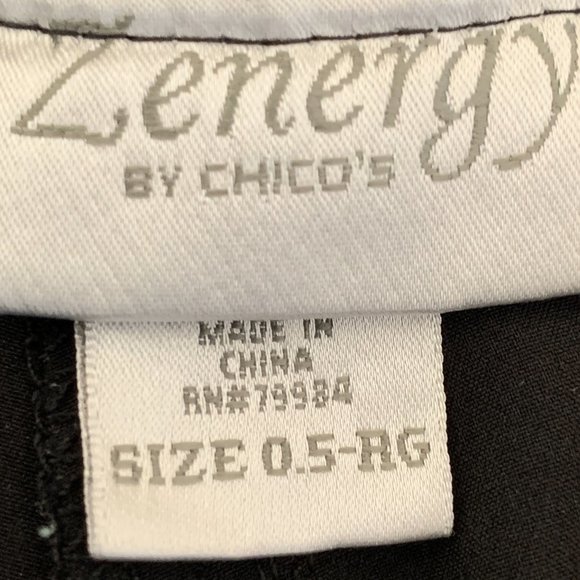 Zenergy
BY CHICO'S
MADE IN
CHINA
RN#79984
SIZE 0.5-RG